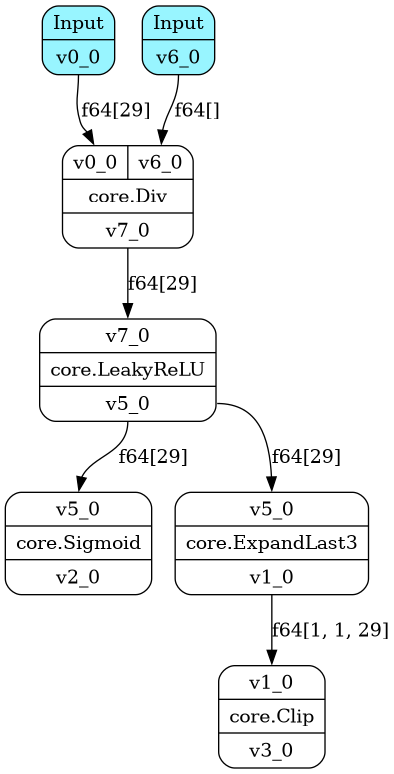 Input
v0_0
Input
v6_0
f64[29]
f64[]
v0_0
v6_0
core.Div
v7_0
f64[29]
v7_0
core.LeakyReLU
v5_0
f64[29]
f64[29]
v5_0
core.Sigmoid
v2_0
v5_0
core.ExpandLast3
v1_0
f64[1, 1, 29]
v1_0
core.Clip
v3_0